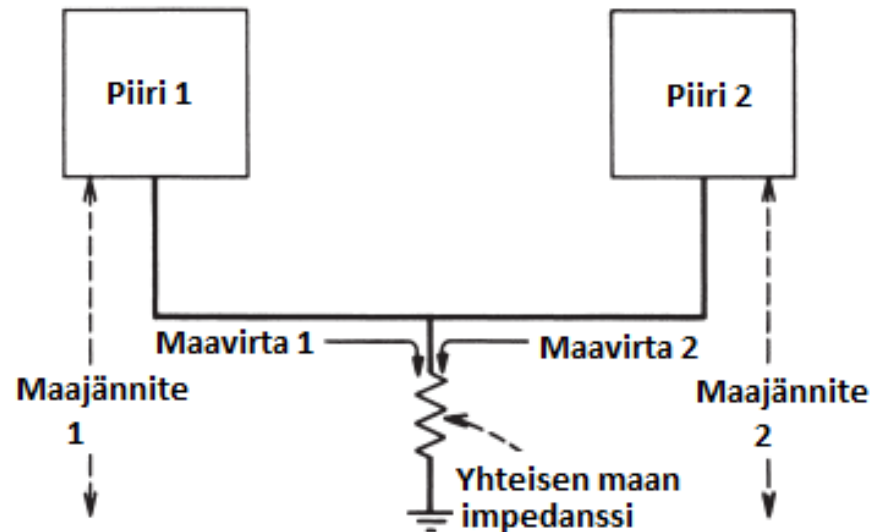 Piiri 1
Piiri 2
Maavirta 1
Maavirta 2
Maajännite
1
Maajännite
2
Yhteisen maan
impedanssi